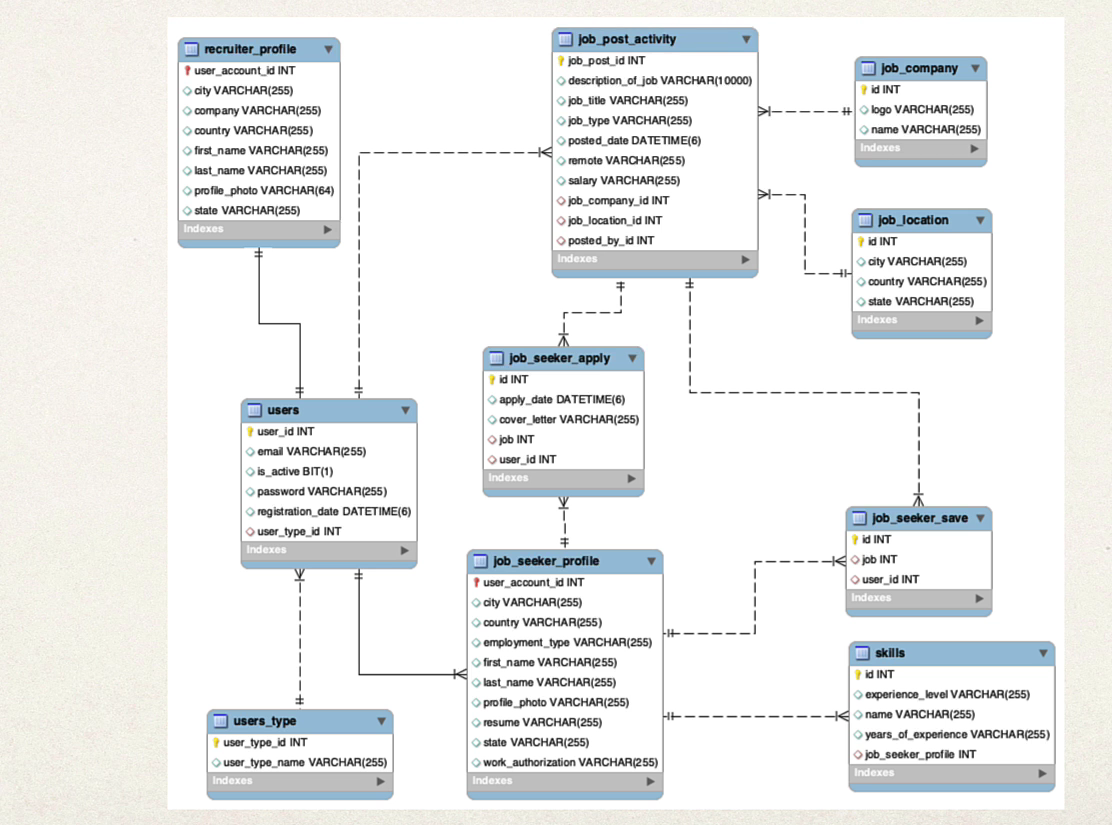 recruiter_profile
user_account_id INT
city VARCHAR(255)
company VARCHAR(255)
country VARCHAR(255)
first_name VARCHAR(255)
last_name VARCHAR(255)
profile_photo VARCHAR(64)
state VARCHAR(255)
Indexes
job_post_activity
job_post_id INT
description_of_job VARCHAR(10000)
job_title VARCHAR(255)
job_type VARCHAR(255)
posted_date DATETIME(6)
remote VARCHAR(255)
salary VARCHAR(255)
job_company_id INT
job_location_id INT
posted_by_id INT
Indexes
job_company
id INT
logo VARCHAR(255)
name VARCHAR(255)
Indexes
job_location
id INT
city VARCHAR(255)
country VARCHAR(255)
state VARCHAR(255)
Indexes
job_seeker_apply
id INT
apply_date DATETIME(6)
cover_letter VARCHAR(255)
job INT
user_id INT
Indexes
users
user_id INT
email VARCHAR(255)
is_active BIT(1)
password VARCHAR(255)
registration_date DATETIME(6)
user_type_id INT
Indexes
job_seeker_save
id INT
job INT
user_id INT
Indexes
job_seeker_profile
user_account_id INT
city VARCHAR(255)
country VARCHAR(255)
employment_type VARCHAR(255)
first_name VARCHAR(255)
last_name VARCHAR(255)
profile_photo VARCHAR(255)
resume VARCHAR(255)
state VARCHAR(255)
work_authorization VARCHAR(255)
Indexes
skills
id INT
experience_level VARCHAR(255)
name VARCHAR(255)
years_of_experience VARCHAR(255)
job_seeker_profile INT
Indexes
users_type
user_type_id INT
user_type_name VARCHAR(255)
Indexes